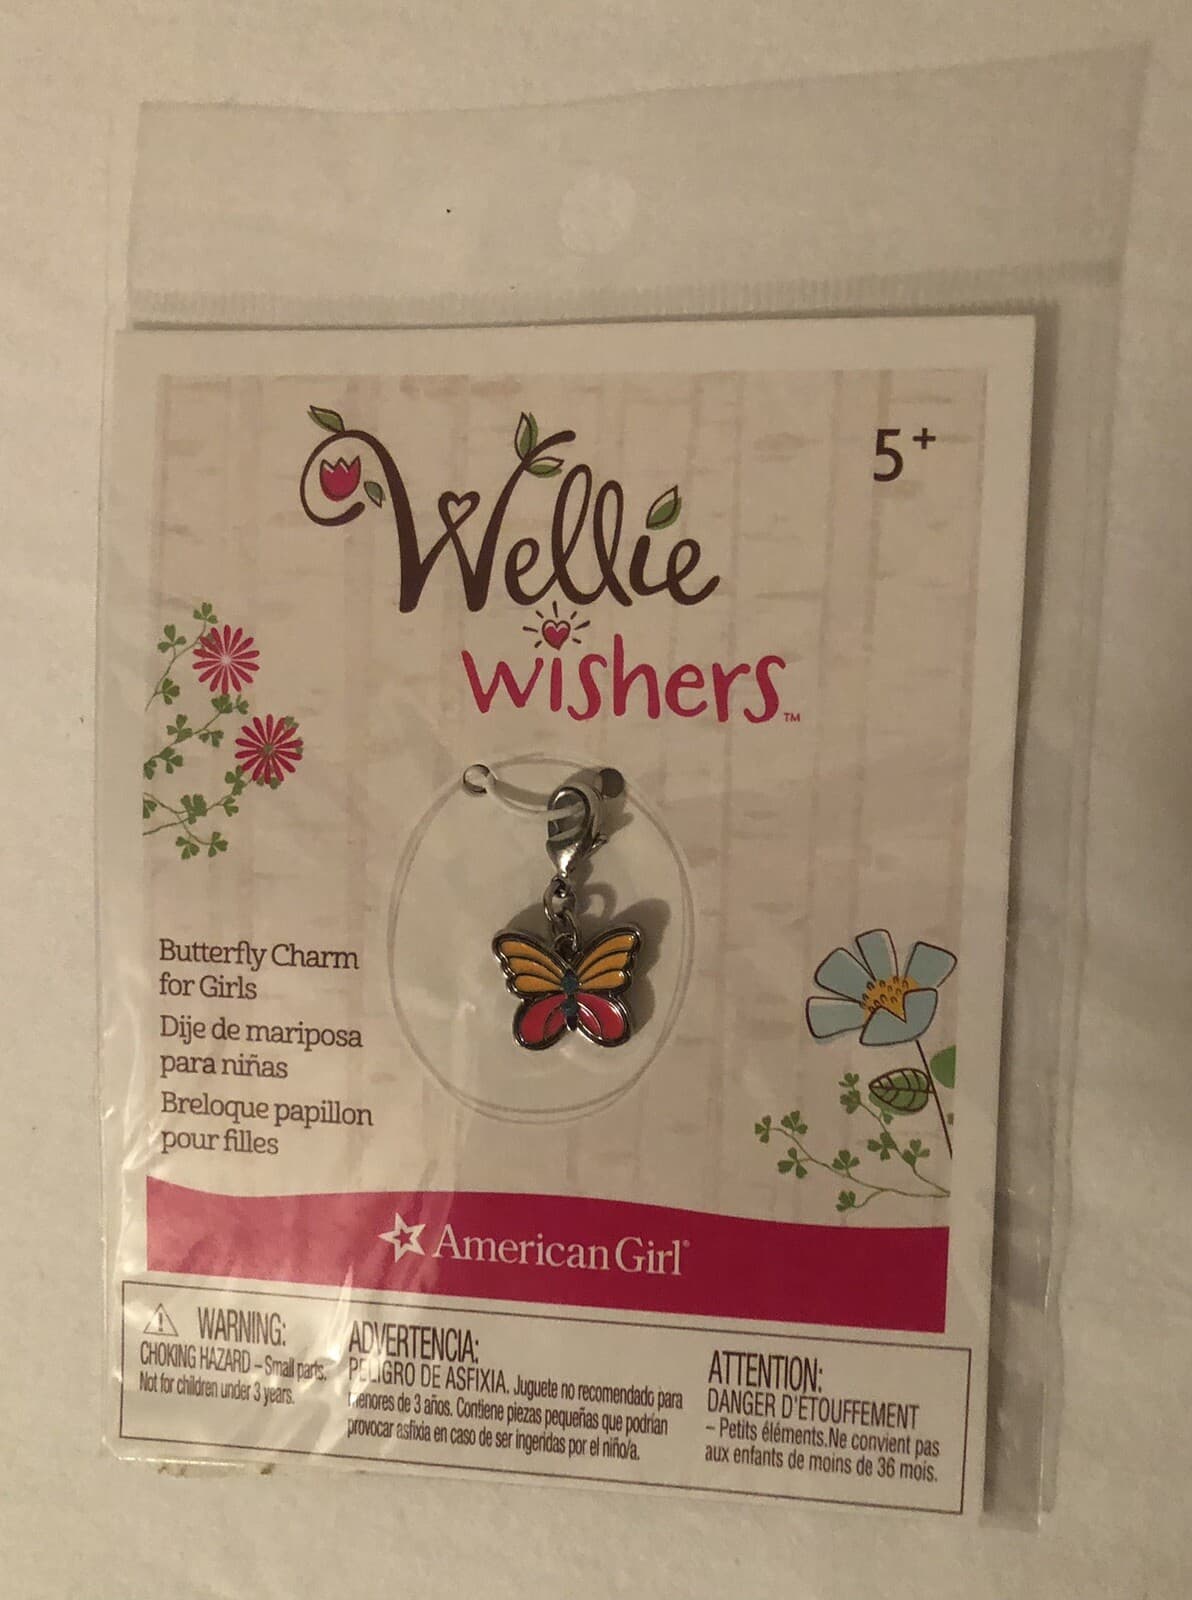 Wellie
5+
wishers™
Butterfly Charm
for Girls
Dije de mariposa
para niñas
Breloque papillon
pour filles
American Girl®
WARNING:
CHOKING HAZARD – Small parts.
Not for children under 3 years.
ADVERTENCIA:
PELIGRO DE ASFIXIA. Juguete no recomendado para
menores de 3 años. Contiene piezas pequeñas que podrían
provocar asfixia en caso de ser ingeridas por el niño/a.
ATTENTION:
DANGER D'ETOUFFEMENT
– Petits éléments.Ne convient pas
aux enfants de moins de 36 mois.